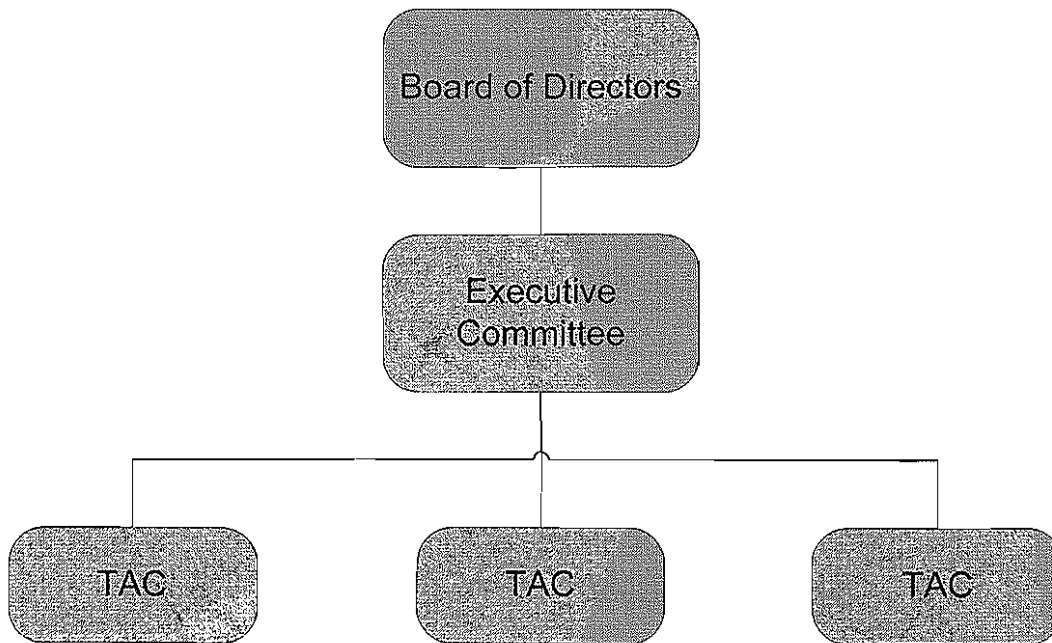 Board of Directors
Executive
Committee
TAC
TAC
TAC